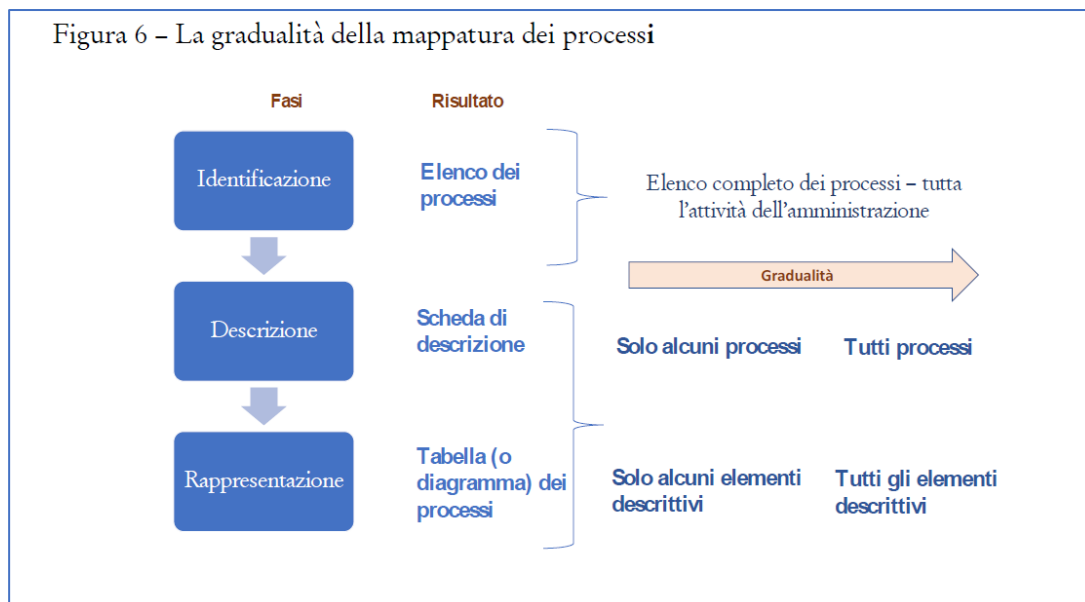 Figura 6 – La gradualità della mappatura dei processi
Fasi
Risultato
Identificazione
Elenco dei
processi
Elenco completo dei processi – tutta
l'attività dell'amministrazione
Gradualità
Descrizione
Scheda di
descrizione
Solo alcuni processi
Tutti processi
Rappresentazione
Tabella (o
diagramma) dei
processi
Solo alcuni elementi
descrittivi
Tutti gli elementi
descrittivi